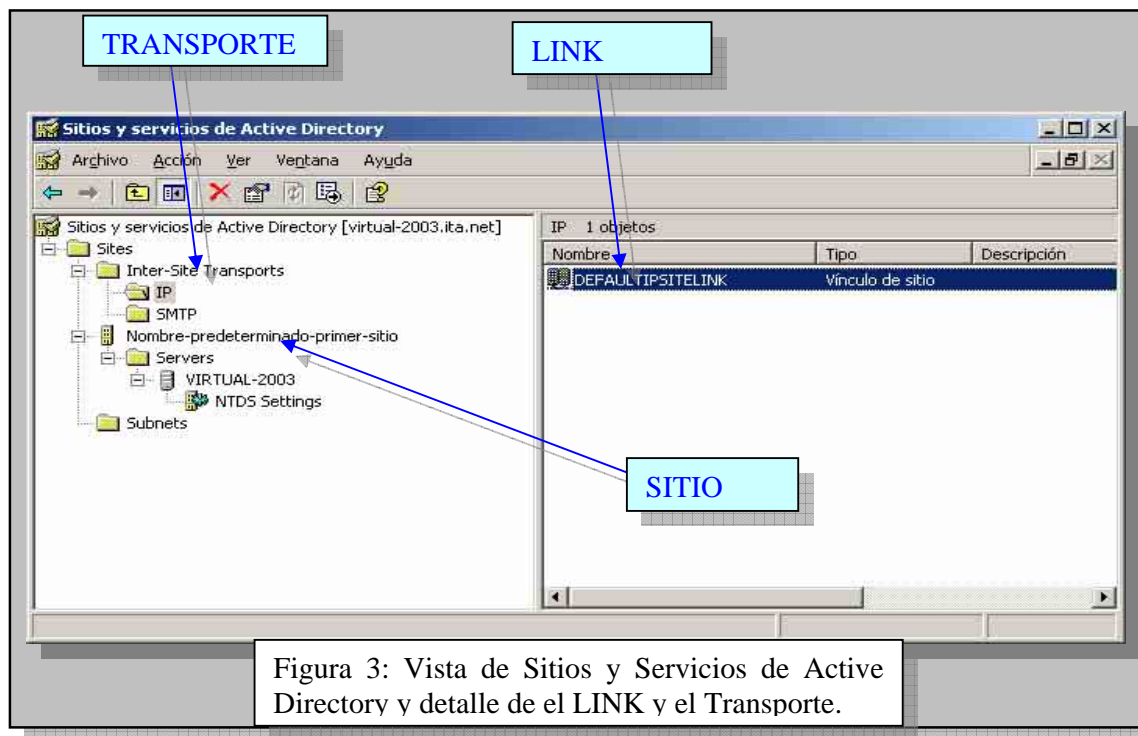 TRANSPORTE
LINK
Sitios y servicios de Active Directory
Archivo Acción Ver Ventana Ayuda
Sitios y servicios de Active Directory [virtual-2003.ita.net]
Sites
Inter-Site Transports
IP
SMTP
Nombre-predeterminado-primer-sitio
Servers
VIRTUAL-2003
NTDS Settings
Subnets
IP 1 objetos
Nombre Tipo Descripción
DEFAULTIPSITELINK Vínculo de sitio
SITIO
Figura 3: Vista de Sitios y Servicios de Active
Directory y detalle de el LINK y el Transporte.